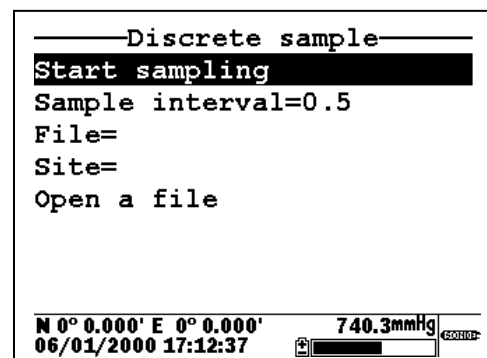 Discrete sample
Start sampling
Sample interval=0.5
File=
Site=
Open a file
N 0° 0.000' E 0° 0.000' 740.3mmHg
06/01/2000 17:12:37 SONDE